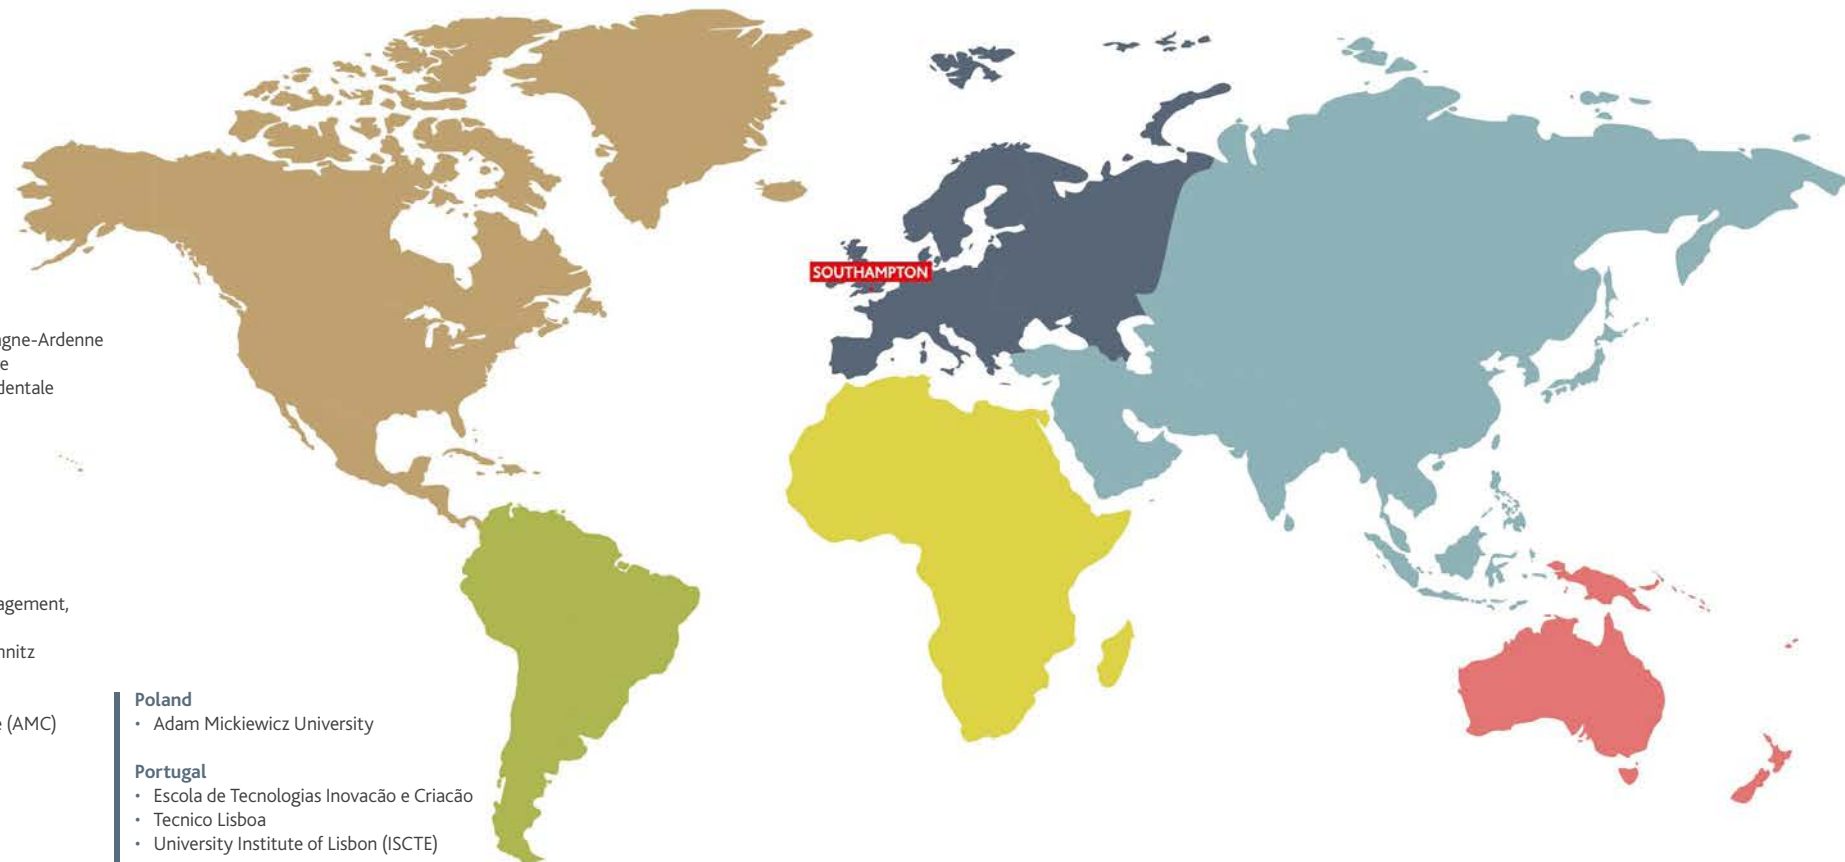 SOUTHAMPTON
gne-Ardenne
e
dentale
agement,
nnitz
e (AMC)
Poland
• Adam Mickiewicz University
Portugal
• Escola de Tecnologias Inovacão e Criacão
• Tecnico Lisboa
• University Institute of Lisbon (ISCTE)